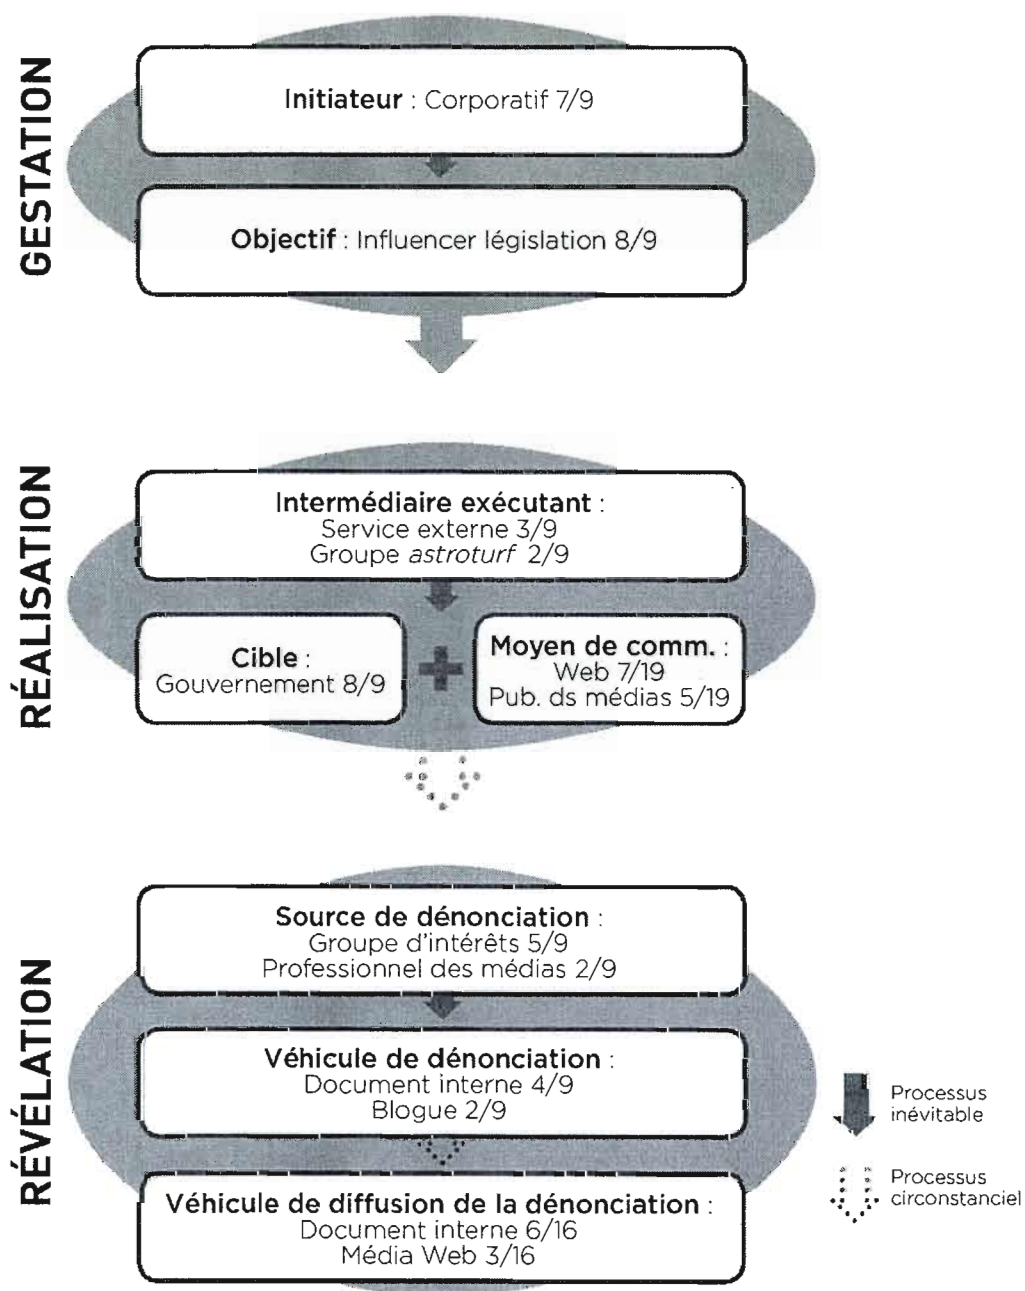 GESTATION
Initiateur : Corporatif 7/9
Objectif : Influencer législation 8/9
RÉALISATION
Intermédiaire exécutant :
Service externe 3/9
Groupe astroturf 2/9
Cible :
Gouvernement 8/9
Moyen de comm. :
Web 7/19
Pub. ds médias 5/19
RÉVÉLATION
Source de dénonciation :
Groupe d'intérêts 5/9
Professionnel des médias 2/9
Véhicule de dénonciation :
Document interne 4/9
Blogue 2/9
Véhicule de diffusion de la dénonciation :
Document interne 6/16
Média Web 3/16
Processus
inévitable
Processus
circonstanciel